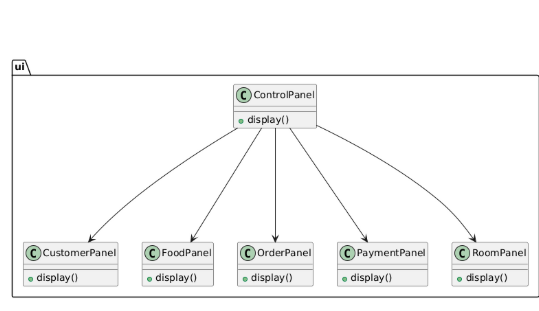 ui
C ControlPanel
display()
C CustomerPanel
C FoodPanel
C OrderPanel
C PaymentPanel
C RoomPanel
display()
display()
display()
display()
display()